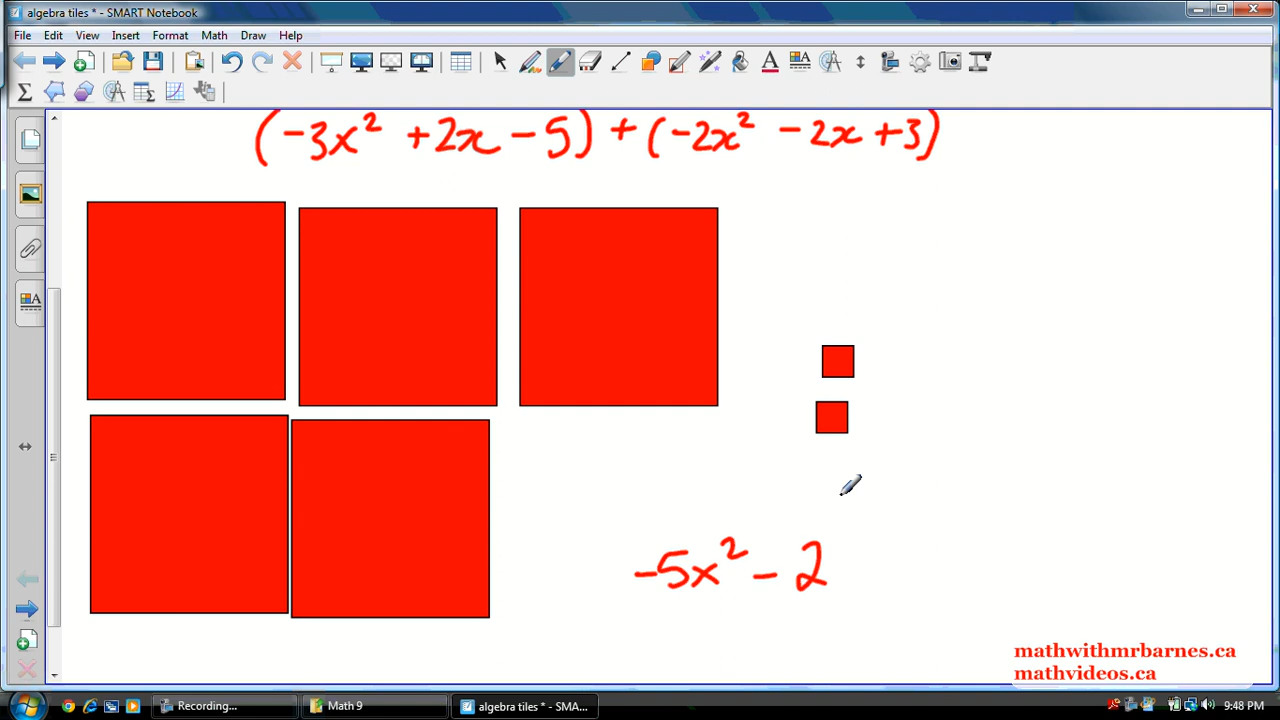 algebra tiles * - SMART Notebook
File Edit View Insert Format Math Draw Help
(-3x² +2x -5) + (-2x² -2x +3)
-5x² - 2
mathwithmrbarnes.ca
mathvideos.ca
Recording... Math 9 algebra tiles * - SMA... 9:48 PM